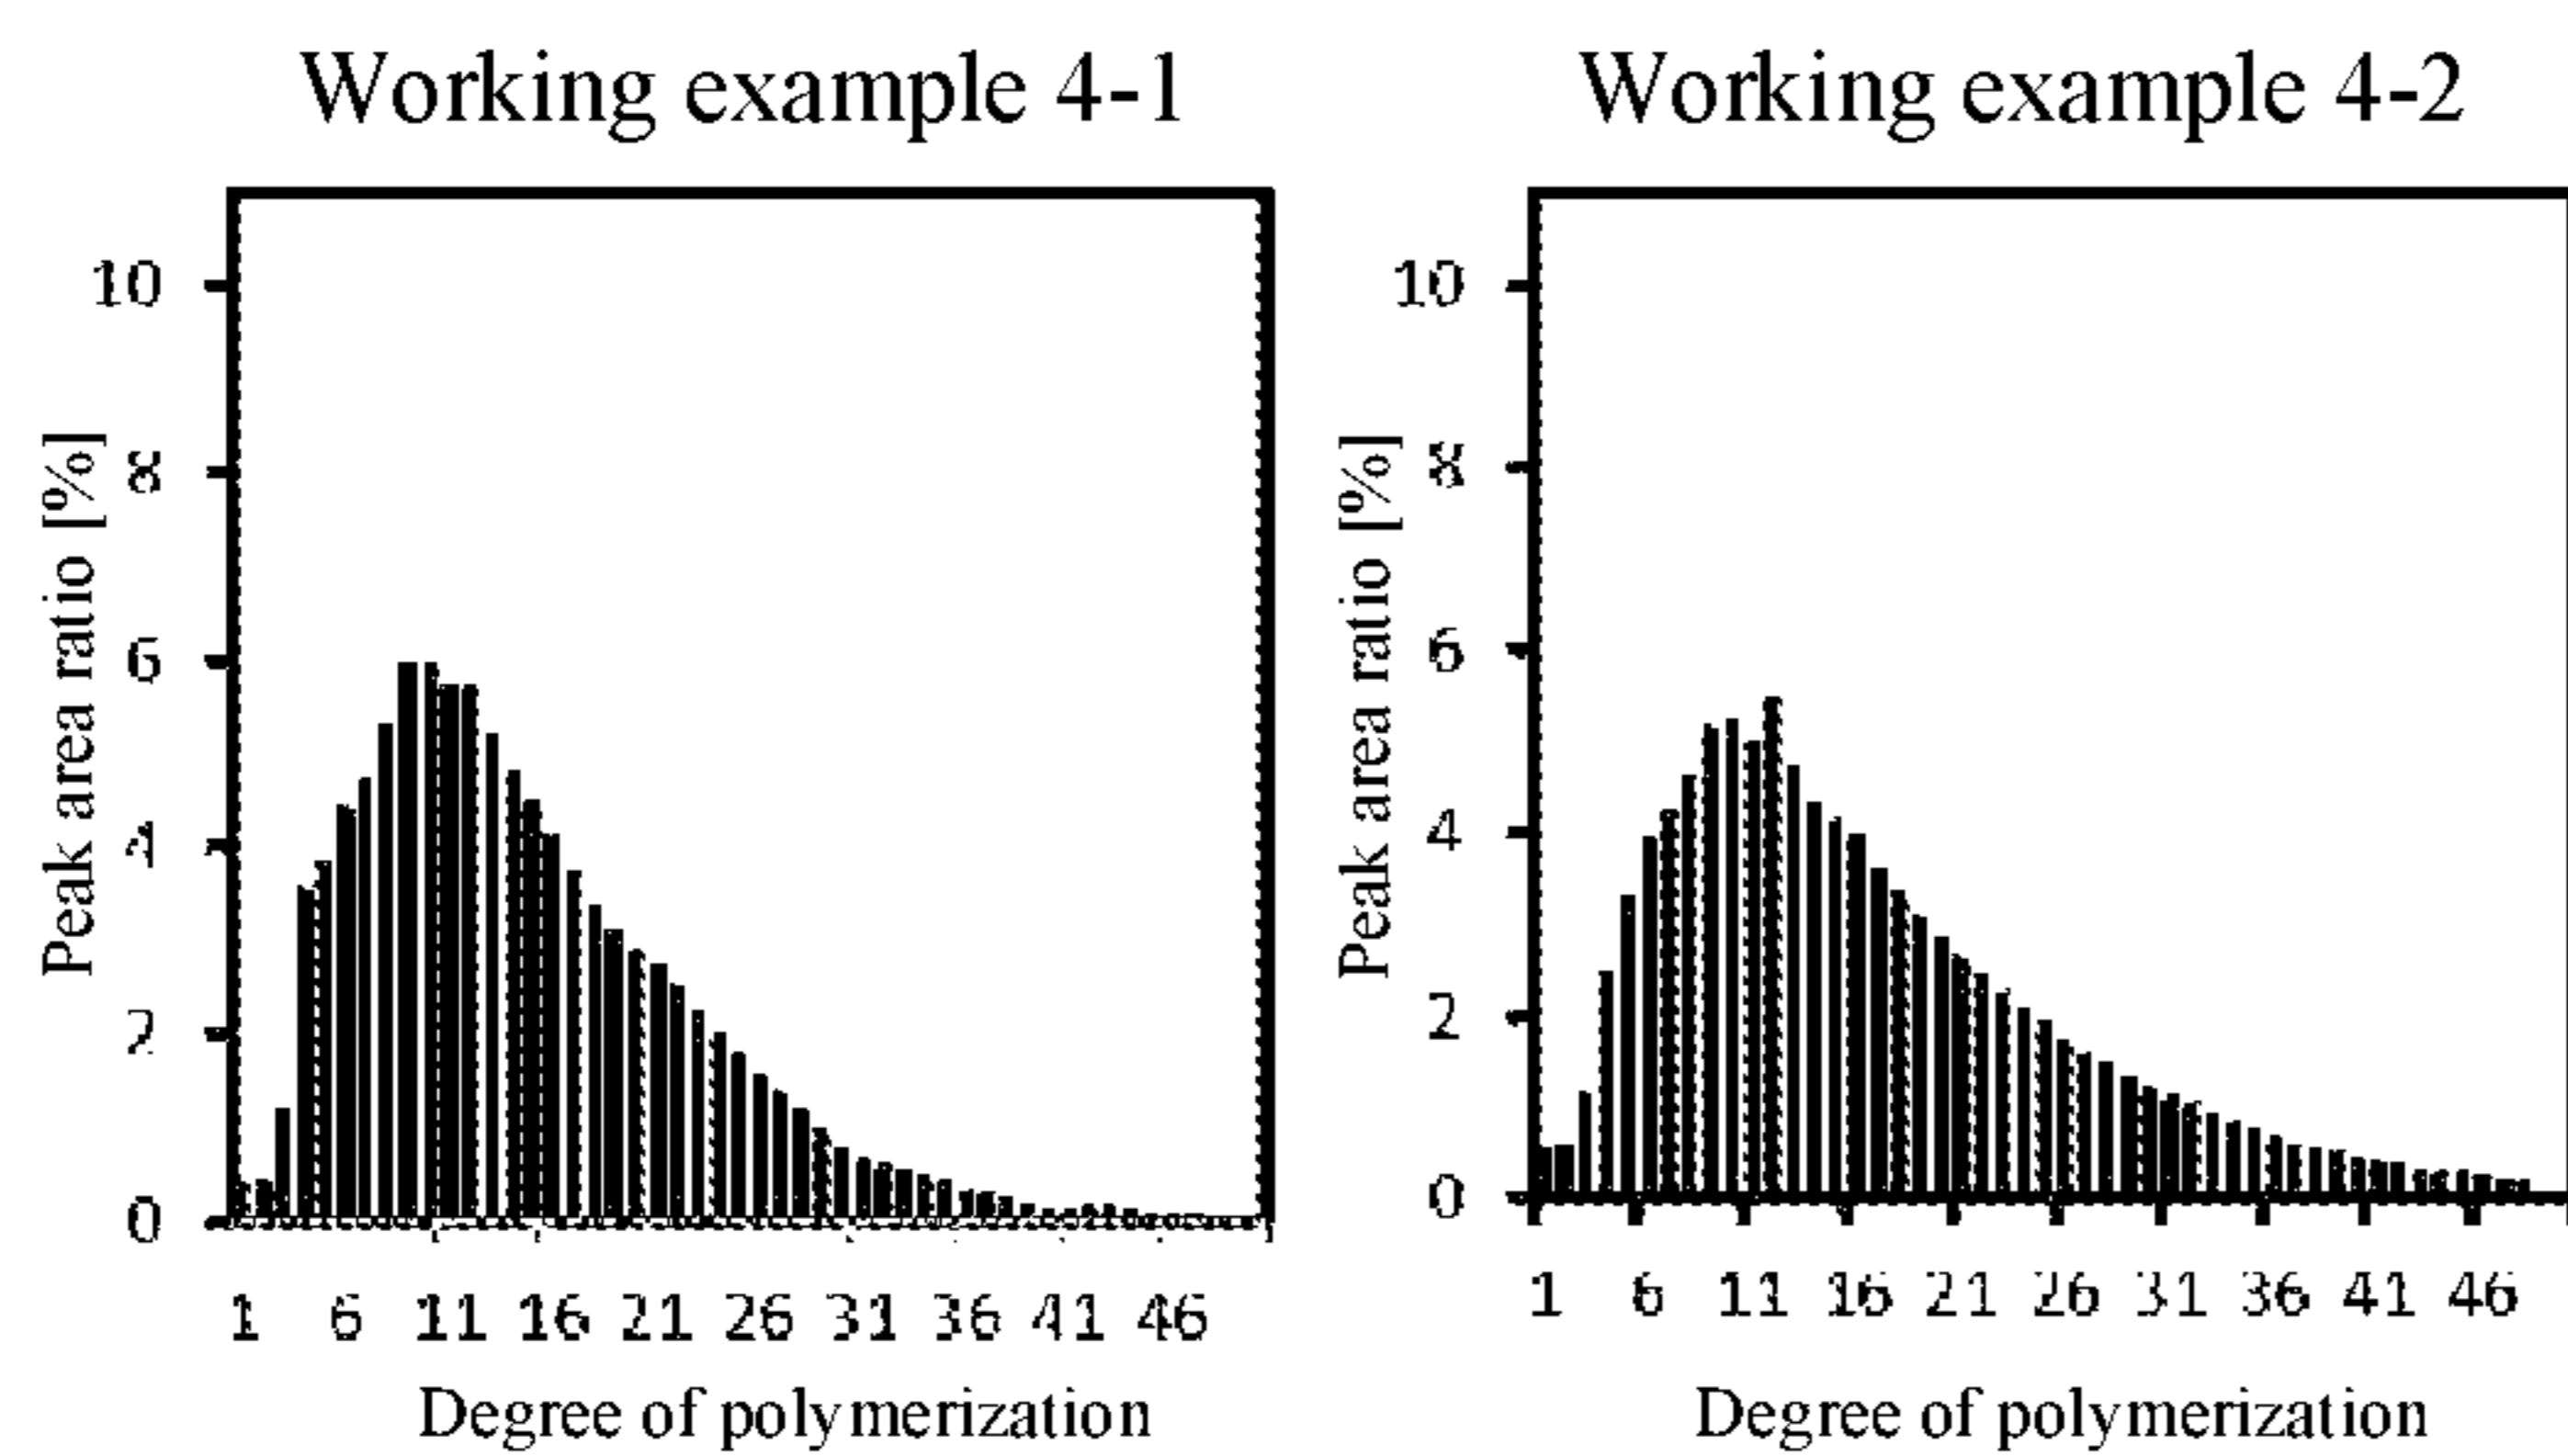 Working example 4-1
Peak area ratio [%]
10
8
6
4
2
0
1 6 11 16 21 26 31 36 41 46
Degree of polymerization
Working example 4-2
Peak area ratio [%]
10
8
6
4
2
0
1 6 11 16 21 26 31 36 41 46
Degree of polymerization